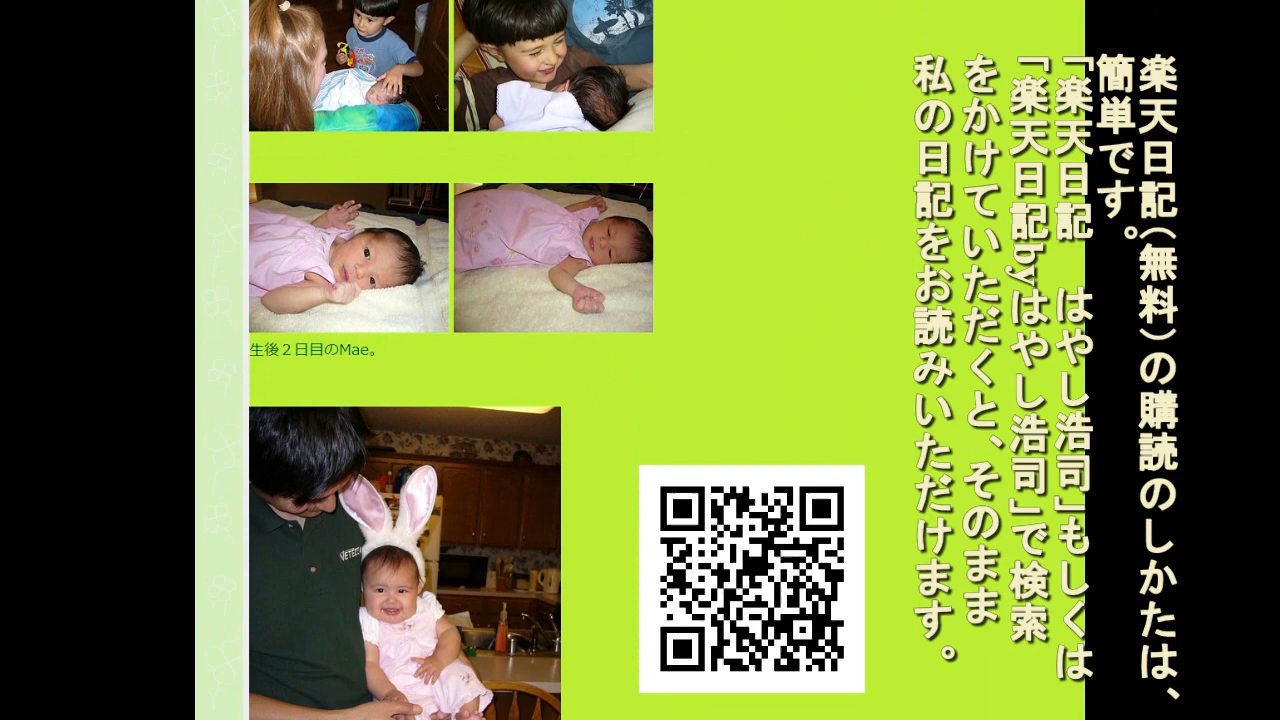 楽天日記（無料）の購読のしかたは、
簡単です。
「楽天日記　はやし浩司」もしくは
「楽天日記byはやし浩司」で検索
をかけていただくと、そのまま
私の日記をお読みいただけます。
生後２日目のMae。